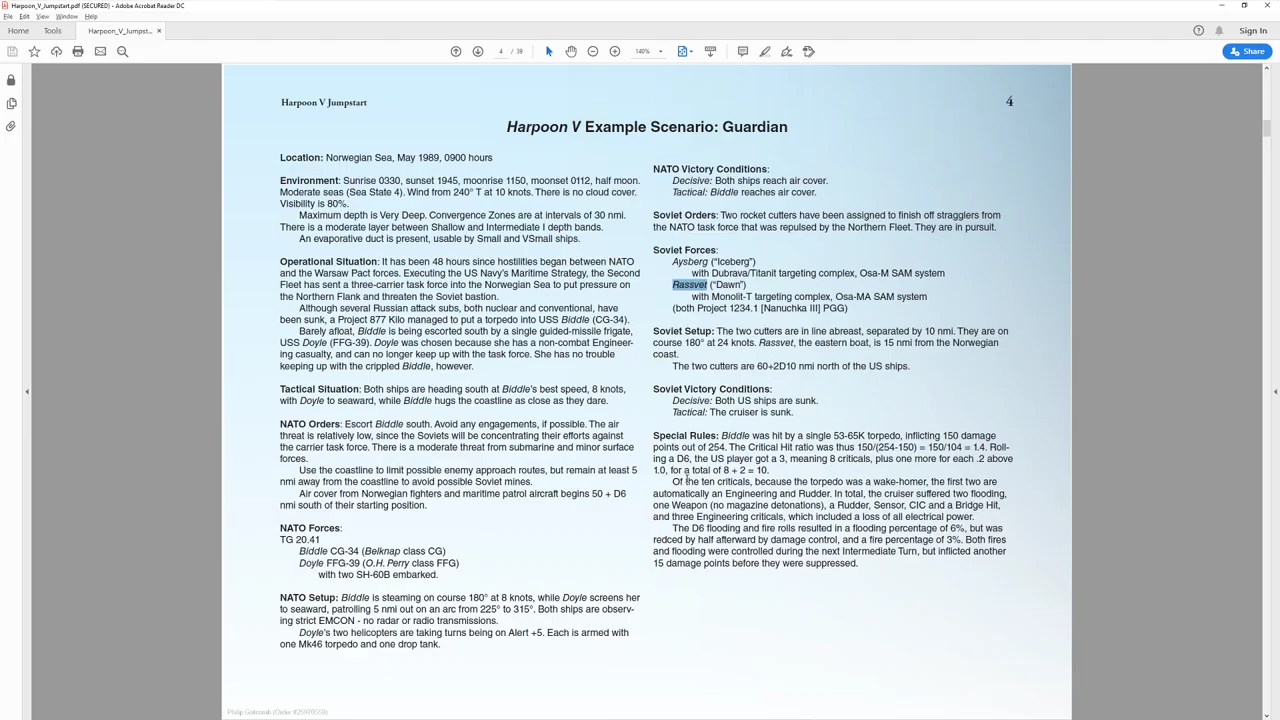 Harpoon_V_Jumpstart.pdf (SECURED) - Adobe Acrobat Reader DC
File Edit View Window Help
Home Tools Harpoon_V_Jumpst... × Sign In
4 / 39 140% Share
Harpoon V Jumpstart 4
Harpoon V Example Scenario: Guardian
Location: Norwegian Sea, May 1989, 0900 hours
Environment: Sunrise 0330, sunset 1945, moonrise 1150, moonset 0112, half moon.
Moderate seas (Sea State 4). Wind from 240° T at 10 knots. There is no cloud cover.
Visibility is 80%.
Maximum depth is Very Deep. Convergence Zones are at intervals of 30 nmi.
There is a moderate layer between Shallow and Intermediate I depth bands.
An evaporative duct is present, usable by Small and VSmall ships.
Operational Situation: It has been 48 hours since hostilities began between NATO
and the Warsaw Pact forces. Executing the US Navy's Maritime Strategy, the Second
Fleet has sent a three-carrier task force into the Norwegian Sea to put pressure on
the Northern Flank and threaten the Soviet bastion.
Although several Russian attack subs, both nuclear and conventional, have
been sunk, a Project 877 Kilo managed to put a torpedo into USS Biddle (CG-34).
Barely afloat, Biddle is being escorted south by a single guided-missile frigate,
USS Doyle (FFG-39). Doyle was chosen because she has a non-combat Engineer-
ing casualty, and can no longer keep up with the task force. She has no trouble
keeping up with the crippled Biddle, however.
Tactical Situation: Both ships are heading south at Biddle's best speed, 8 knots,
with Doyle to seaward, while Biddle hugs the coastline as close as they dare.
NATO Orders: Escort Biddle south. Avoid any engagements, if possible. The air
threat is relatively low, since the Soviets will be concentrating their efforts against
the carrier task force. There is a moderate threat from submarine and minor surface
forces.
Use the coastline to limit possible enemy approach routes, but remain at least 5
nmi away from the coastline to avoid possible Soviet mines.
Air cover from Norwegian fighters and maritime patrol aircraft begins 50 + D6
nmi south of their starting position.
NATO Forces:
TG 20.41
Biddle CG-34 (Belknap class CG)
Doyle FFG-39 (O.H. Perry class FFG)
with two SH-60B embarked.
NATO Setup: Biddle is steaming on course 180° at 8 knots, while Doyle screens her
to seaward, patrolling 5 nmi out on an arc from 225° to 315°. Both ships are observ-
ing strict EMCON - no radar or radio transmissions.
Doyle's two helicopters are taking turns being on Alert +5. Each is armed with
one Mk46 torpedo and one drop tank.
NATO Victory Conditions:
Decisive: Both ships reach air cover.
Tactical: Biddle reaches air cover.
Soviet Orders: Two rocket cutters have been assigned to finish off stragglers from
the NATO task force that was repulsed by the Northern Fleet. They are in pursuit.
Soviet Forces:
Aysberg ("Iceberg")
with Dubrava/Titanit targeting complex, Osa-M SAM system
Rassvet ("Dawn")
with Monolit-T targeting complex, Osa-MA SAM system
(both Project 1234.1 [Nanuchka III] PGG)
Soviet Setup: The two cutters are in line abreast, separated by 10 nmi. They are on
course 180° at 24 knots. Rassvet, the eastern boat, is 15 nmi from the Norwegian
coast.
The two cutters are 60+2D10 nmi north of the US ships.
Soviet Victory Conditions:
Decisive: Both US ships are sunk.
Tactical: The cruiser is sunk.
Special Rules: Biddle was hit by a single 53-65K torpedo, inflicting 150 damage
points out of 254. The Critical Hit ratio was thus 150/(254-150) = 150/104 = 1.4. Roll-
ing a D6, the US player got a 3, meaning 8 criticals, plus one more for each .2 above
1.0, for a total of 8 + 2 = 10.
Of the ten criticals, because the torpedo was a wake-homer, the first two are
automatically an Engineering and Rudder. In total, the cruiser suffered two flooding,
one Weapon (no magazine detonations), a Rudder, Sensor, CIC and a Bridge Hit,
and three Engineering criticals, which included a loss of all electrical power.
The D6 flooding and fire rolls resulted in a flooding percentage of 6%, but was
redced by half afterward by damage control, and a fire percentage of 3%. Both fires
and flooding were controlled during the next Intermediate Turn, but inflicted another
15 damage points before they were suppressed.